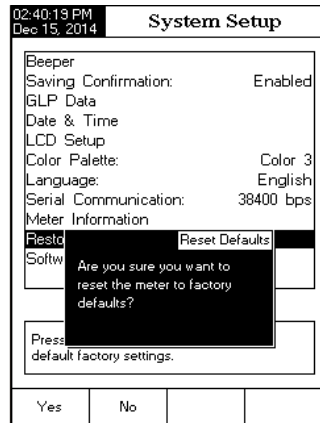 02:40:19 PM
Dec 15, 2014
System Setup
Beeper
Saving Confirmation: Enabled
GLP Data
Date & Time
LCD Setup
Color Palette: Color 3
Language: English
Serial Communication: 38400 bps
Meter Information
Resto
Softw
Reset Defaults
Are you sure you want to
reset the meter to factory
defaults?
Press
default factory settings.
Yes No